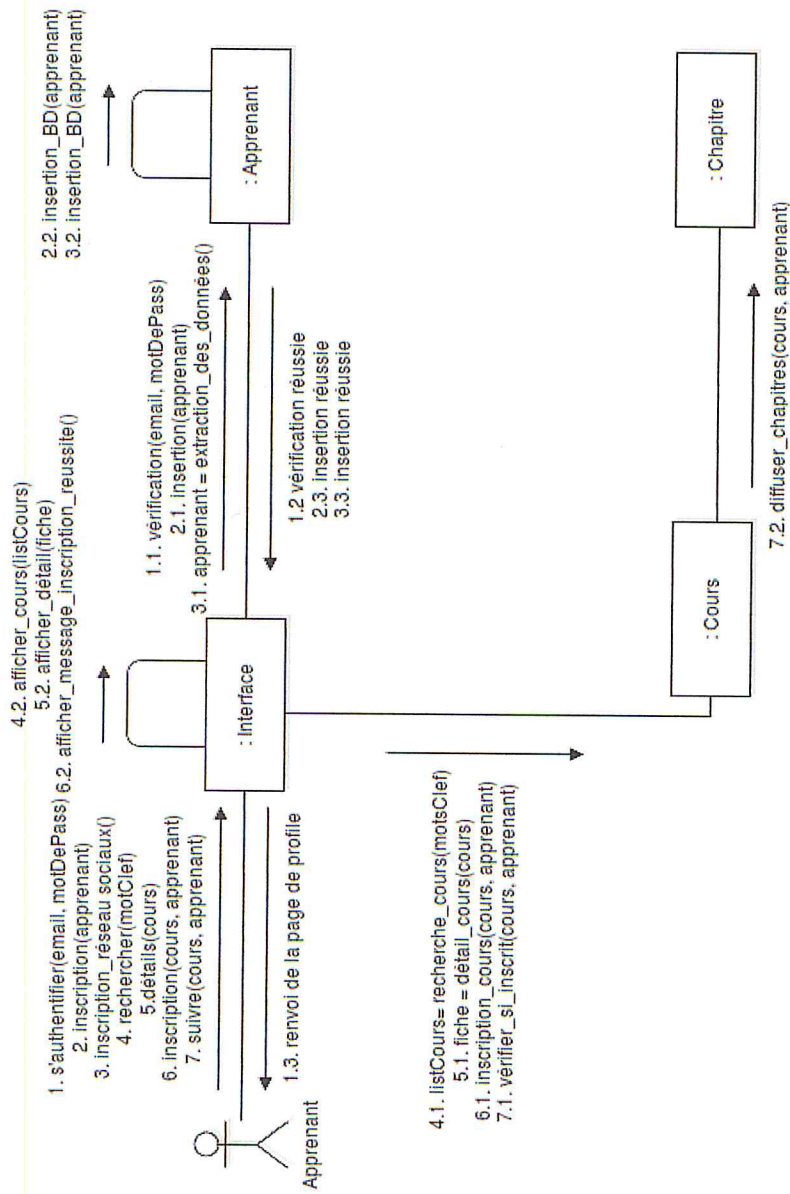 4.2. afficher_cours(listCours)
5.2. afficher_détail(fiche)
6.2. afficher_message_inscription_reussite()
2.2. insertion_BD(apprenant)
3.2. insertion_BD(apprenant)
1. s'authentifier(email, motDePass)
2. inscription(apprenant)
3. inscription_réseau sociaux()
4. rechercher(motClef)
5.détails(cours)
6. inscription(cours, apprenant)
7. suivre(cours, apprenant)
1.1. vérification(email, motDePass)
2.1. insertion(apprenant)
3.1. apprenant = extraction_des_données()
Apprenant
: Interface
: Apprenant
1.3. renvoi de la page de profile
1.2 vérification réussie
2.3. insertion réussie
3.3. insertion réussie
4.1. listCours= recherche_cours(motsClef)
5.1. fiche = détail_cours(cours)
6.1. inscription_cours(cours, apprenant)
7.1. vérifier_si_inscrit(cours, apprenant)
: Cours
: Chapitre
7.2. diffuser_chapitres(cours, apprenant)